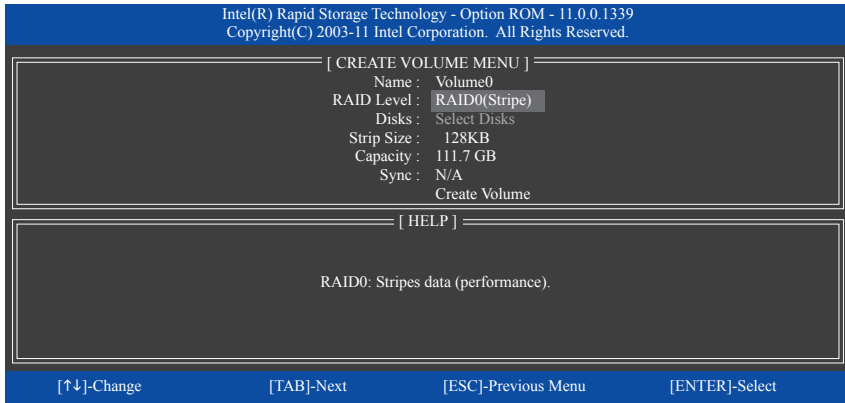 Intel(R) Rapid Storage Technology - Option ROM - 11.0.0.1339
Copyright(C) 2003-11 Intel Corporation. All Rights Reserved.
[ CREATE VOLUME MENU ]
Name : Volume0
RAID Level : RAID0(Stripe)
Disks : Select Disks
Strip Size : 128KB
Capacity : 111.7 GB
Sync : N/A
Create Volume
[ HELP ]
RAID0: Stripes data (performance).
[↑↓]-Change [TAB]-Next [ESC]-Previous Menu [ENTER]-Select